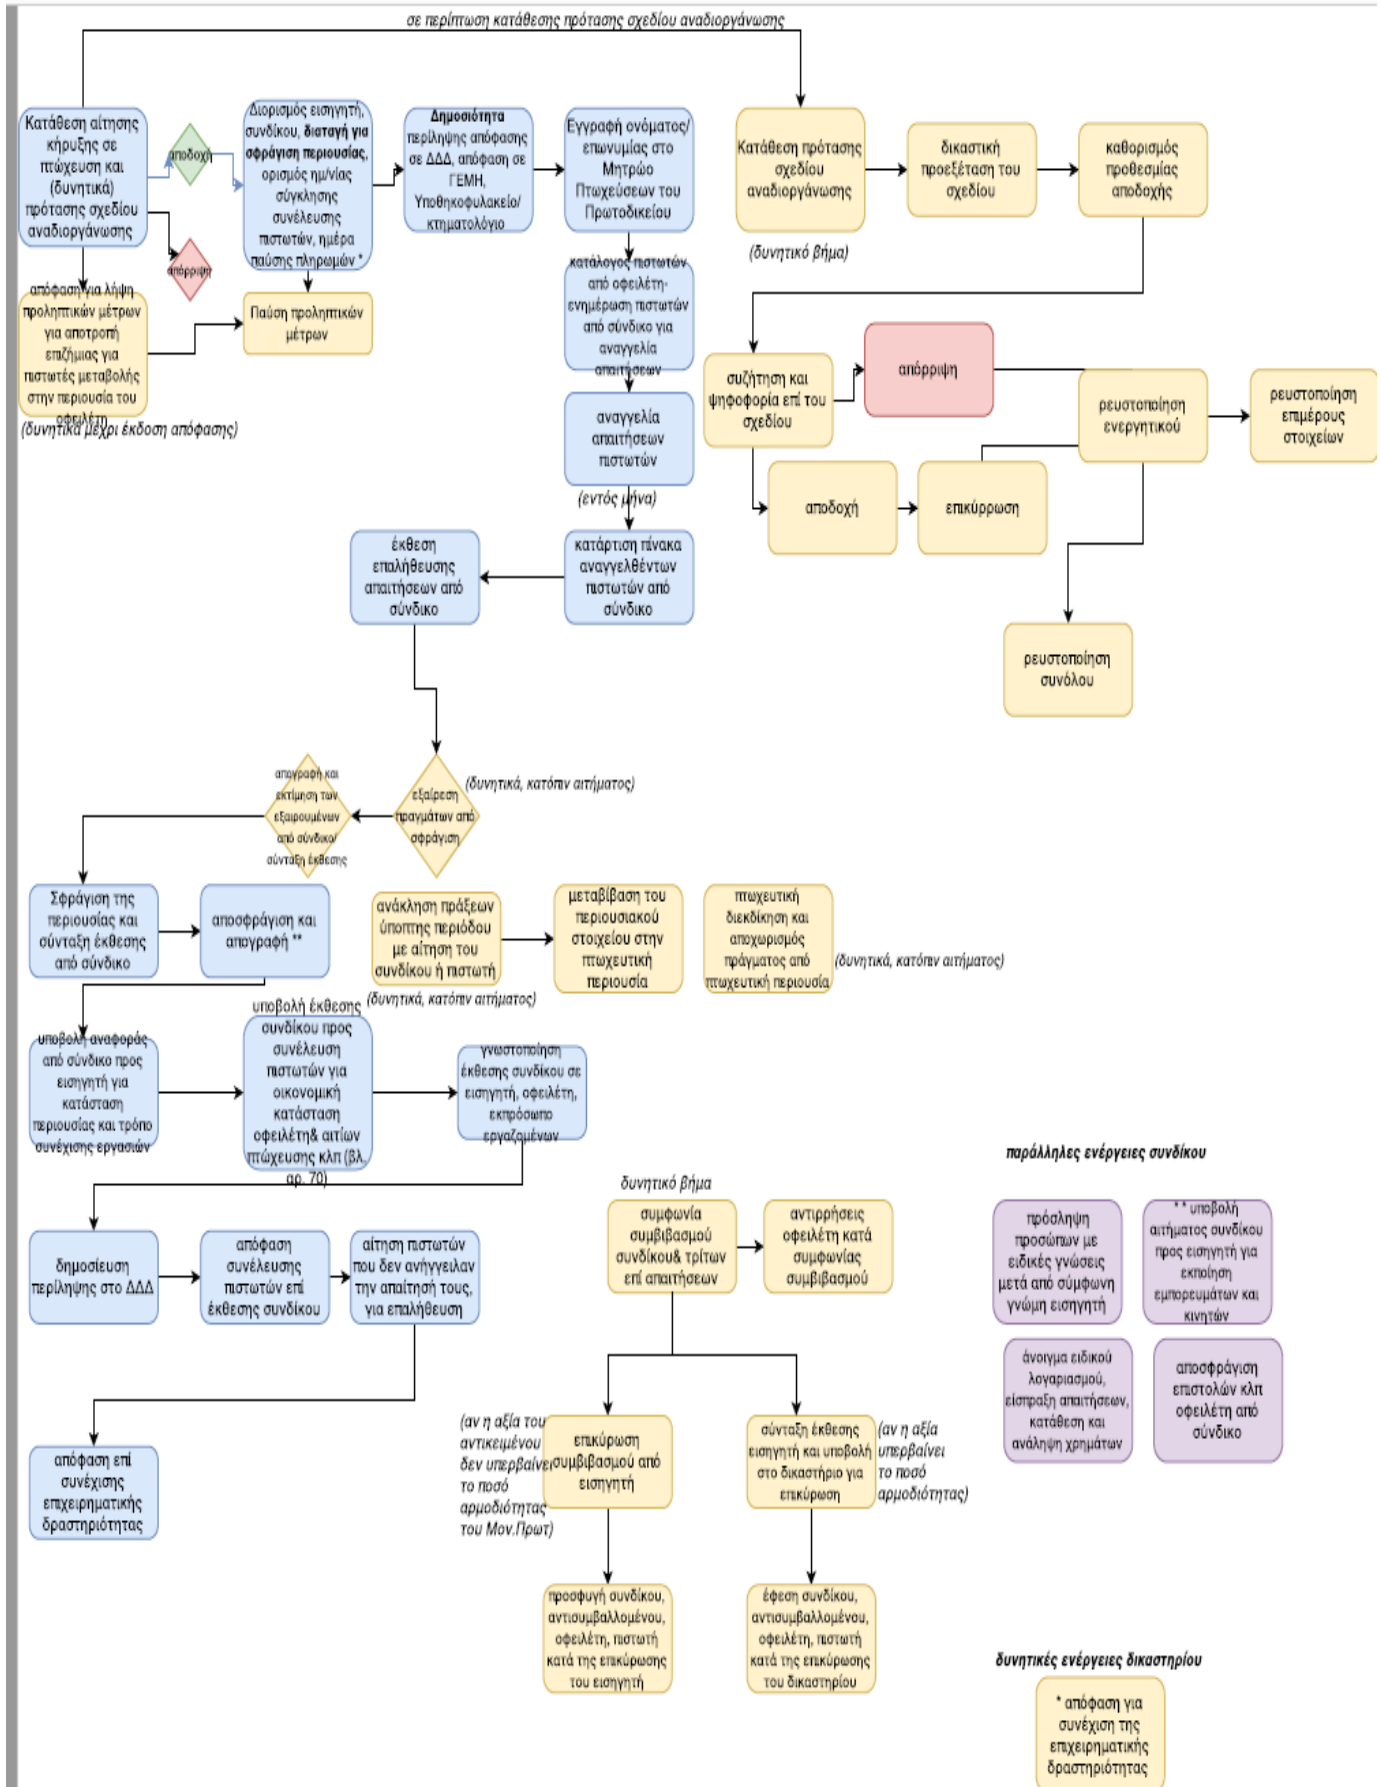 σε περίπτωση κατάθεσης πρότασης σχεδίου αναδιοργάνωσης
Κατάθεση αίτησης
κήρυξης σε
πτώχευση και
(δυνητικά)
πρότασης σχεδίου
αναδιοργάνωσης
αποδοχή
απόρριψη
Διορισμός εισηγητή,
συνδίκου, διαταγή για
σφράγιση περιουσίας,
ορισμός ημ/νίας
σύγκλησης
συνέλευσης
πιστωτών, ημέρα
παύσης πληρωμών *
Δημοσιότητα
περίληψης απόφασης
σε ΔΔΔ, απόφαση σε
ΓΕΜΗ,
Υποθηκοφυλακείο/
κτηματολόγιο
Εγγραφή ονόματος/
επωνυμίας στο
Μητρώο
Πτωχεύσεων του
Πρωτοδικείου
Κατάθεση πρότασης
σχεδίου
αναδιοργάνωσης
(δυνητικό βήμα)
δικαστική
προεξέταση του
σχεδίου
καθορισμός
προθεσμίας
αποδοχής
απόφαση για λήψη
προληπτικών μέτρων
για αποτροπή
επιζήμιας για
πιστωτές μεταβολής
στην περιουσία του
οφειλέτη
(δυνητικά μέχρι έκδοση απόφασης)
Παύση προληπτικών
μέτρων
κατάλογος πιστωτών
από οφειλέτη-
ενημέρωση πιστωτών
από σύνδικο για
αναγγελία
απαιτήσεων
αναγγελία
απαιτήσεων
πιστωτών
(εντός μήνα)
συζήτηση και
ψηφοφορία επί του
σχεδίου
απόρριψη
ρευστοποίηση
ενεργητικού
ρευστοποίηση
επιμέρους
στοιχείων
αποδοχή
επικύρρωση
ρευστοποίηση
συνόλου
έκθεση
επαλήθευσης
απαιτήσεων από
σύνδικο
κατάρτιση πίνακα
αναγγελθέντων
πιστωτών από
σύνδικο
απογραφή και
εκτίμηση των
εξαιρουμένων
από σύνδικο/
σύνταξη έκθεσης
εξαίρεση
πραγμάτων από
σφράγιση
(δυνητικά, κατόπιν αιτήματος)
Σφράγιση της
περιουσίας και
σύνταξη έκθεσης
από σύνδικο
αποσφράγιση και
απογραφή **
ανάκληση πράξεων
ύποπτης περιόδου
με αίτηση του
συνδίκου ή πιστωτή
(δυνητικά, κατόπιν αιτήματος)
μεταβίβαση του
περιουσιακού
στοιχείου στην
πτωχευτική
περιουσία
πτωχευτική
διεκδίκηση και
αποχωρισμός
πράγματος από
πτωχευτική περιουσία
(δυνητικά, κατόπιν αιτήματος)
υποβολή αναφοράς
από σύνδικο προς
εισηγητή για
κατάσταση
περιουσίας και τρόπο
συνέχισης εργασιών
υποβολή έκθεσης
συνδίκου προς
συνέλευση
πιστωτών για
οικονομική
κατάσταση
οφειλέτη& αιτίων
πτώχευσης κλπ (βλ.
αρ. 70)
γνωστοποίηση
έκθεσης συνδίκου σε
εισηγητή, οφειλέτη,
εκπρόσωπο
εργαζομένων
δημοσίευση
περίληψης στο ΔΔΔ
απόφαση
συνέλευσης
πιστωτών επί
έκθεσης συνδίκου
αίτηση πιστωτών
που δεν ανήγγειλαν
την απαίτησή τους,
για επαλήθευση
απόφαση επί
συνέχισης
επιχειρηματικής
δραστηριότητας
δυνητικό βήμα
συμφωνία
συμβιβασμού
συνδίκου& τρίτων
επί απαιτήσεων
αντιρρήσεις
οφειλέτη κατά
συμφωνίας
συμβιβασμού
(αν η αξία του
αντικειμένου
δεν υπερβαίνει
το ποσό
αρμοδιότητας
του Μον.Πρωτ)
επικύρωση
συμβιβασμού από
εισηγητή
σύνταξη έκθεσης
εισηγητή και υποβολή
στο δικαστήριο για
επικύρωση
(αν η αξία
υπερβαίνει
το ποσό
αρμοδιότητας)
προσφυγή συνδίκου,
αντισυμβαλλομένου,
οφειλέτη, πιστωτή
κατά της επικύρωσης
του εισηγητή
έφεση συνδίκου,
αντισυμβαλλομένου,
οφειλέτη, πιστωτή
κατά της επικύρωσης
του δικαστηρίου
παράλληλες ενέργειες συνδίκου
πρόσληψη
προσώπων με
ειδικές γνώσεις
μετά από σύμφωνη
γνώμη εισηγητή
* * υποβολή
αιτήματος συνδίκου
προς εισηγητή για
εκποίηση
εμπορευμάτων και
κινητών
άνοιγμα ειδικού
λογαριασμού,
είσπραξη απαιτήσεων,
κατάθεση και
ανάληψη χρημάτων
αποσφράγιση
επιστολών κλπ
οφειλέτη από
σύνδικο
δυνητικές ενέργειες δικαστηρίου
* απόφαση για
συνέχιση της
επιχειρηματικής
δραστηριότητας